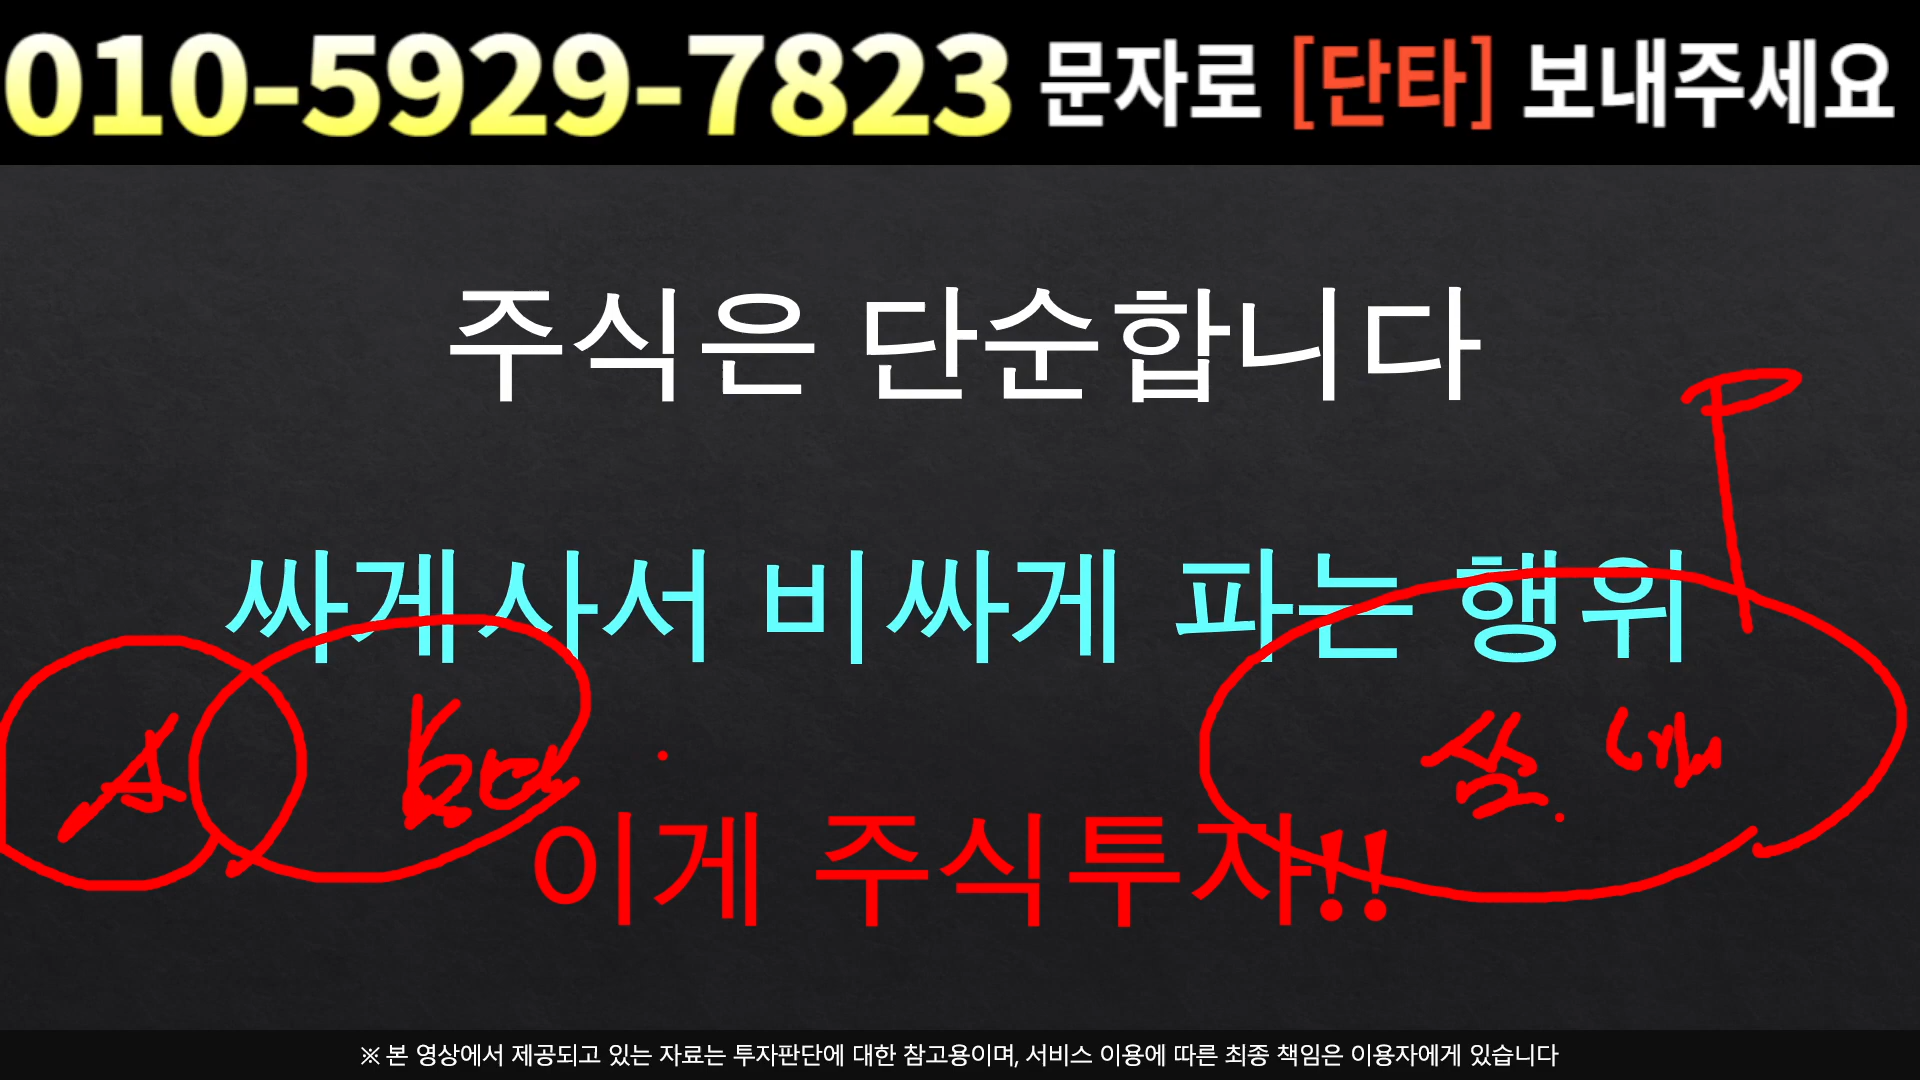 010-5929-7823 문자로 [단타] 보내주세요
주식은 단순합니다
싸게사서 비싸게 파는 행위
이게 주식투자!!
※ 본 영상에서 제공되고 있는 자료는 투자판단에 대한 참고용이며, 서비스 이용에 따른 최종 책임은 이용자에게 있습니다